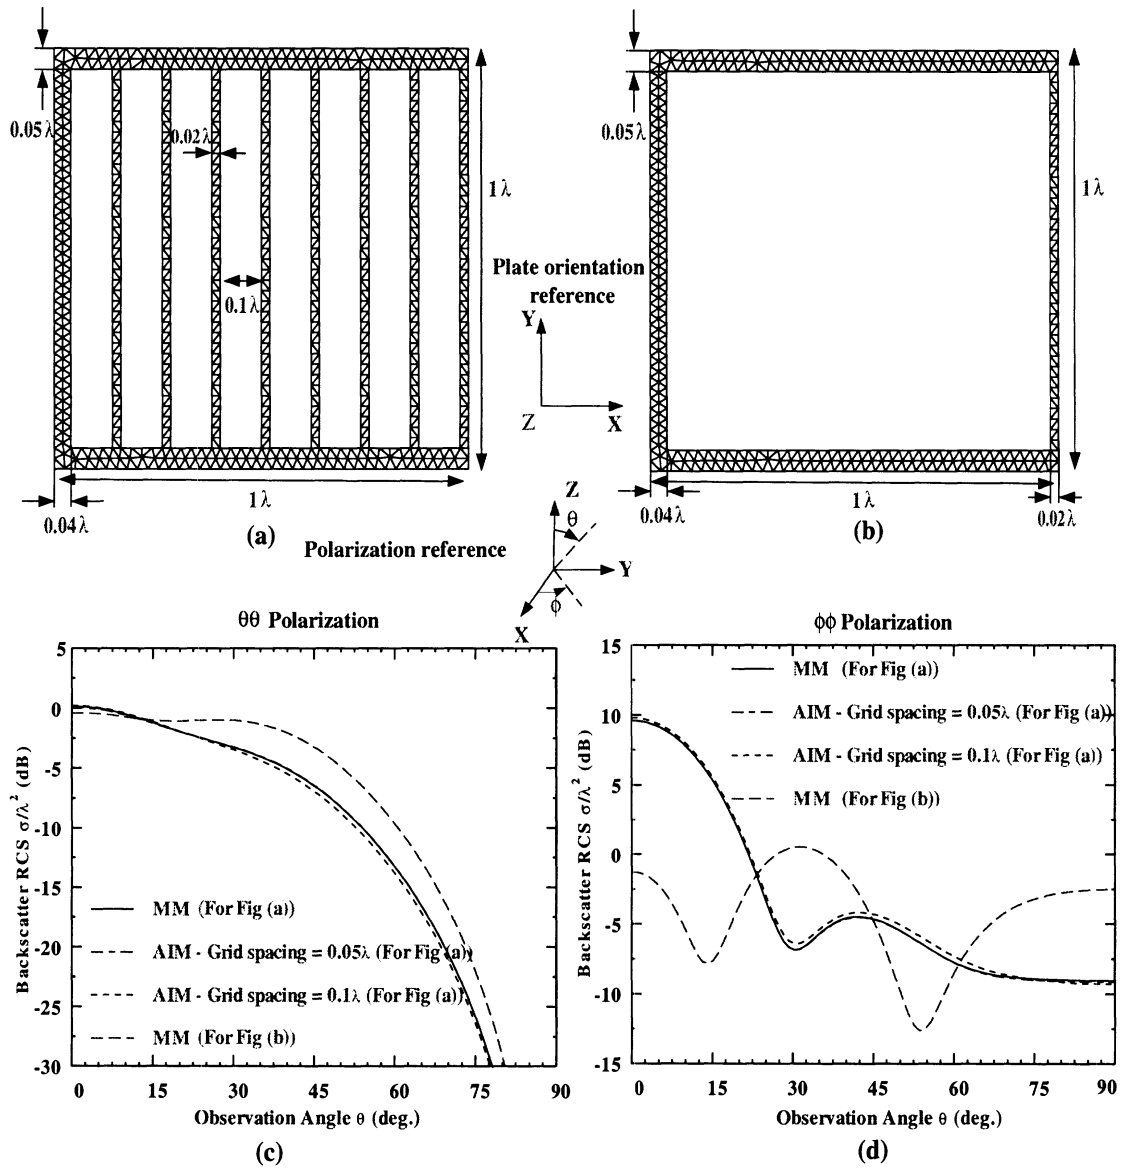 0.05λ
0.02λ
0.1λ
1λ
0.04λ
1λ
(a)
0.05λ
1λ
0.04λ
1λ
0.02λ
(b)
Plate orientation
reference
Y
Z
X
Polarization reference
Z
θ
Y
ϕ
X
θθ Polarization
5
0
-5
-10
-15
-20
-25
-30
Backscatter RCS σ/λ² (dB)
MM (For Fig (a))
AIM - Grid spacing = 0.05λ (For Fig (a))
AIM - Grid spacing = 0.1λ (For Fig (a))
MM (For Fig (b))
0 15 30 45 60 75 90
Observation Angle θ (deg.)
(c)
ϕϕ Polarization
15
10
5
0
-5
-10
-15
Backscatter RCS σ/λ² (dB)
MM (For Fig (a))
AIM - Grid spacing = 0.05λ (For Fig (a))
AIM - Grid spacing = 0.1λ (For Fig (a))
MM (For Fig (b))
0 15 30 45 60 75 90
Observation Angle θ (deg.)
(d)